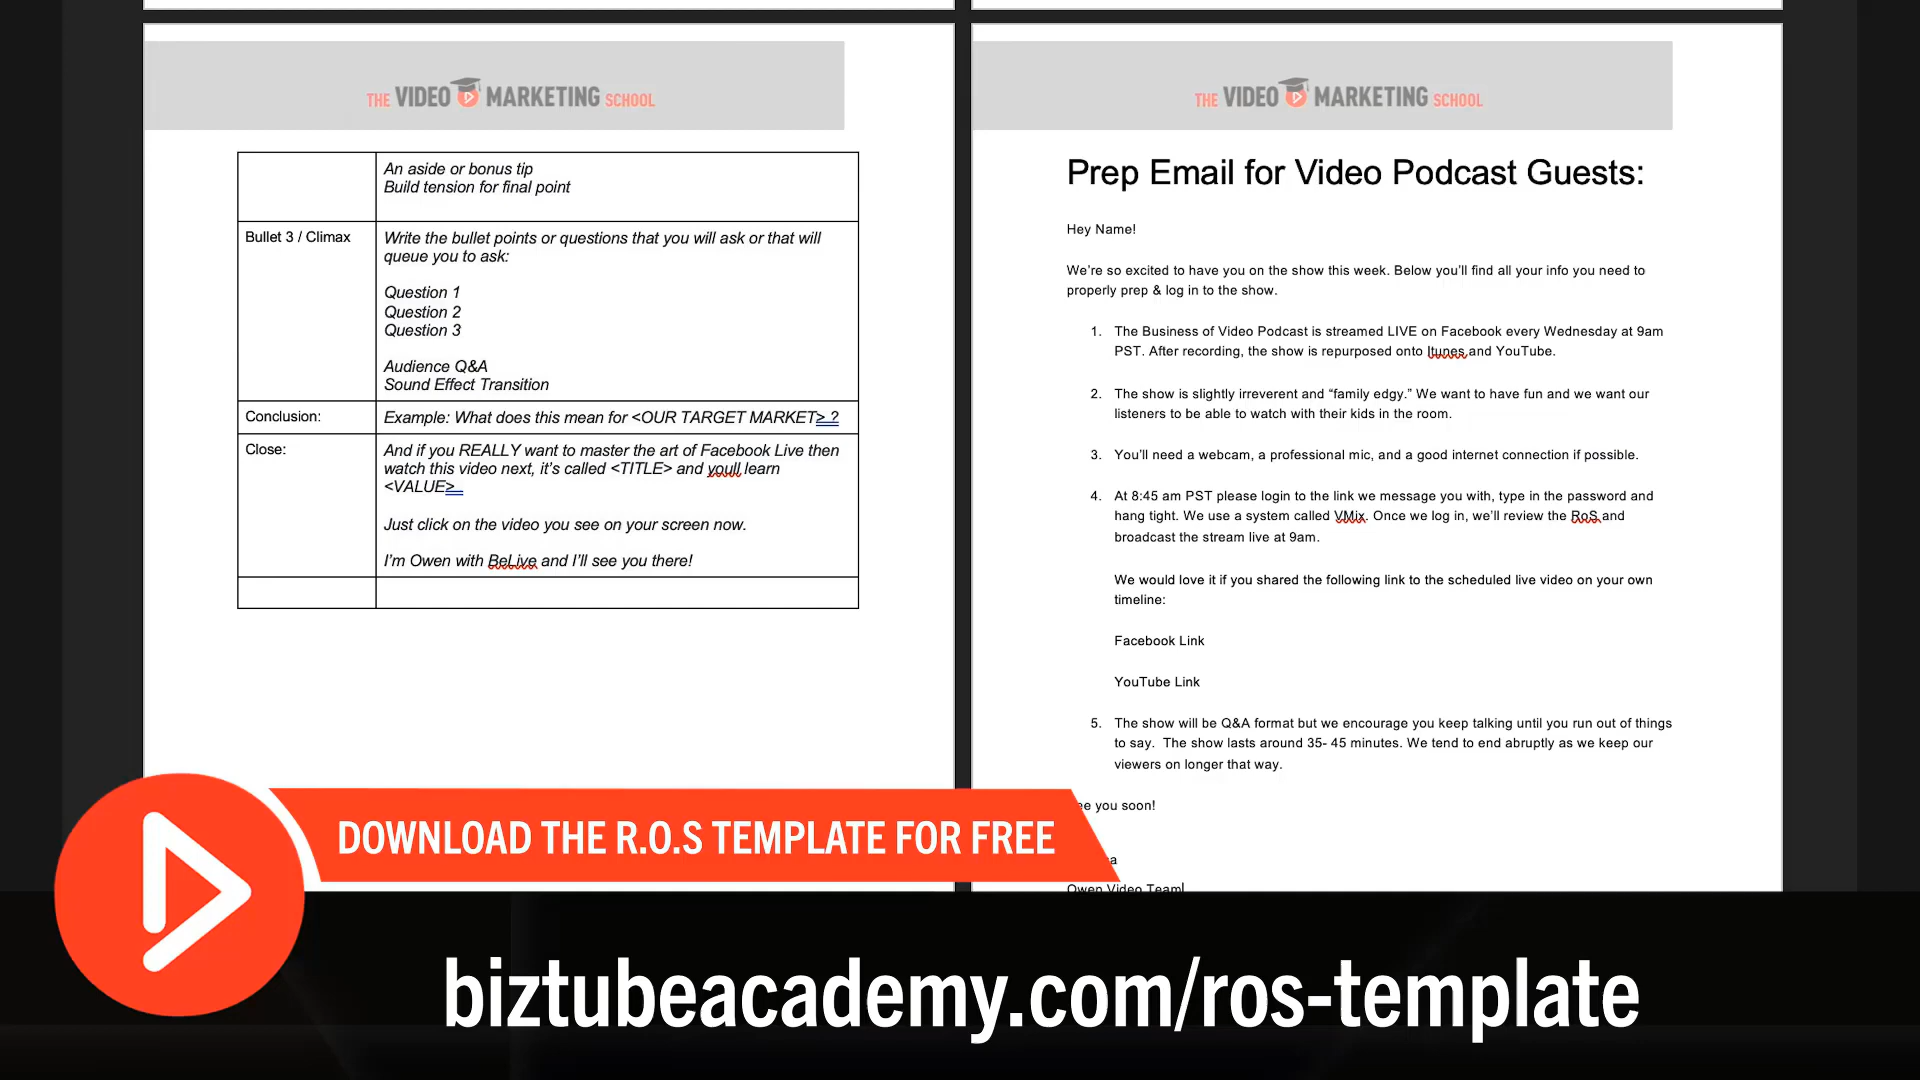 THE VIDEO MARKETING SCHOOL
An aside or bonus tip
Build tension for final point
Bullet 3 / Climax
Write the bullet points or questions that you will ask or that will
queue you to ask:
Question 1
Question 2
Question 3
Audience Q&A
Sound Effect Transition
Conclusion:
Example: What does this mean for <OUR TARGET MARKET> ?
Close:
And if you REALLY want to master the art of Facebook Live then
watch this video next, it's called <TITLE> and youll learn
<VALUE>
Just click on the video you see on your screen now.
I'm Owen with BeLive and I'll see you there!
THE VIDEO MARKETING SCHOOL
Prep Email for Video Podcast Guests:
Hey Name!
We're so excited to have you on the show this week. Below you'll find all your info you need to
properly prep & log in to the show.
1. The Business of Video Podcast is streamed LIVE on Facebook every Wednesday at 9am
PST. After recording, the show is repurposed onto Itunes and YouTube.
2. The show is slightly irreverent and “family edgy.” We want to have fun and we want our
listeners to be able to watch with their kids in the room.
3. You'll need a webcam, a professional mic, and a good internet connection if possible.
4. At 8:45 am PST please login to the link we message you with, type in the password and
hang tight. We use a system called VMix. Once we log in, we'll review the RoS and
broadcast the stream live at 9am.
We would love it if you shared the following link to the scheduled live video on your own
timeline:
Facebook Link
YouTube Link
5. The show will be Q&A format but we encourage you keep talking until you run out of things
to say. The show lasts around 35- 45 minutes. We tend to end abruptly as we keep our
viewers on longer that way.
ee you soon!
a
Owen Video Team
DOWNLOAD THE R.O.S TEMPLATE FOR FREE
biztubeacademy.com/ros-template